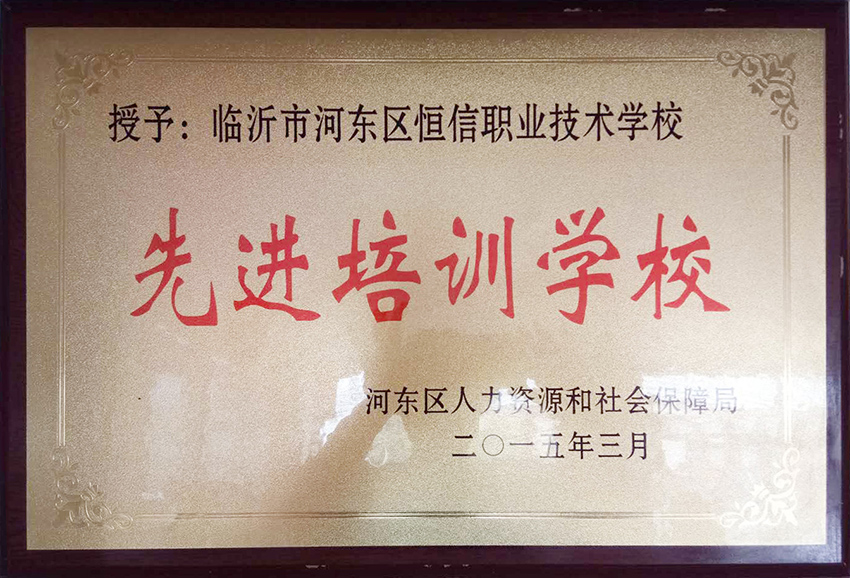 授予：临沂市河东区恒信职业技术学校
先进培训学校
河东区人力资源和社会保障局
二〇一五年三月